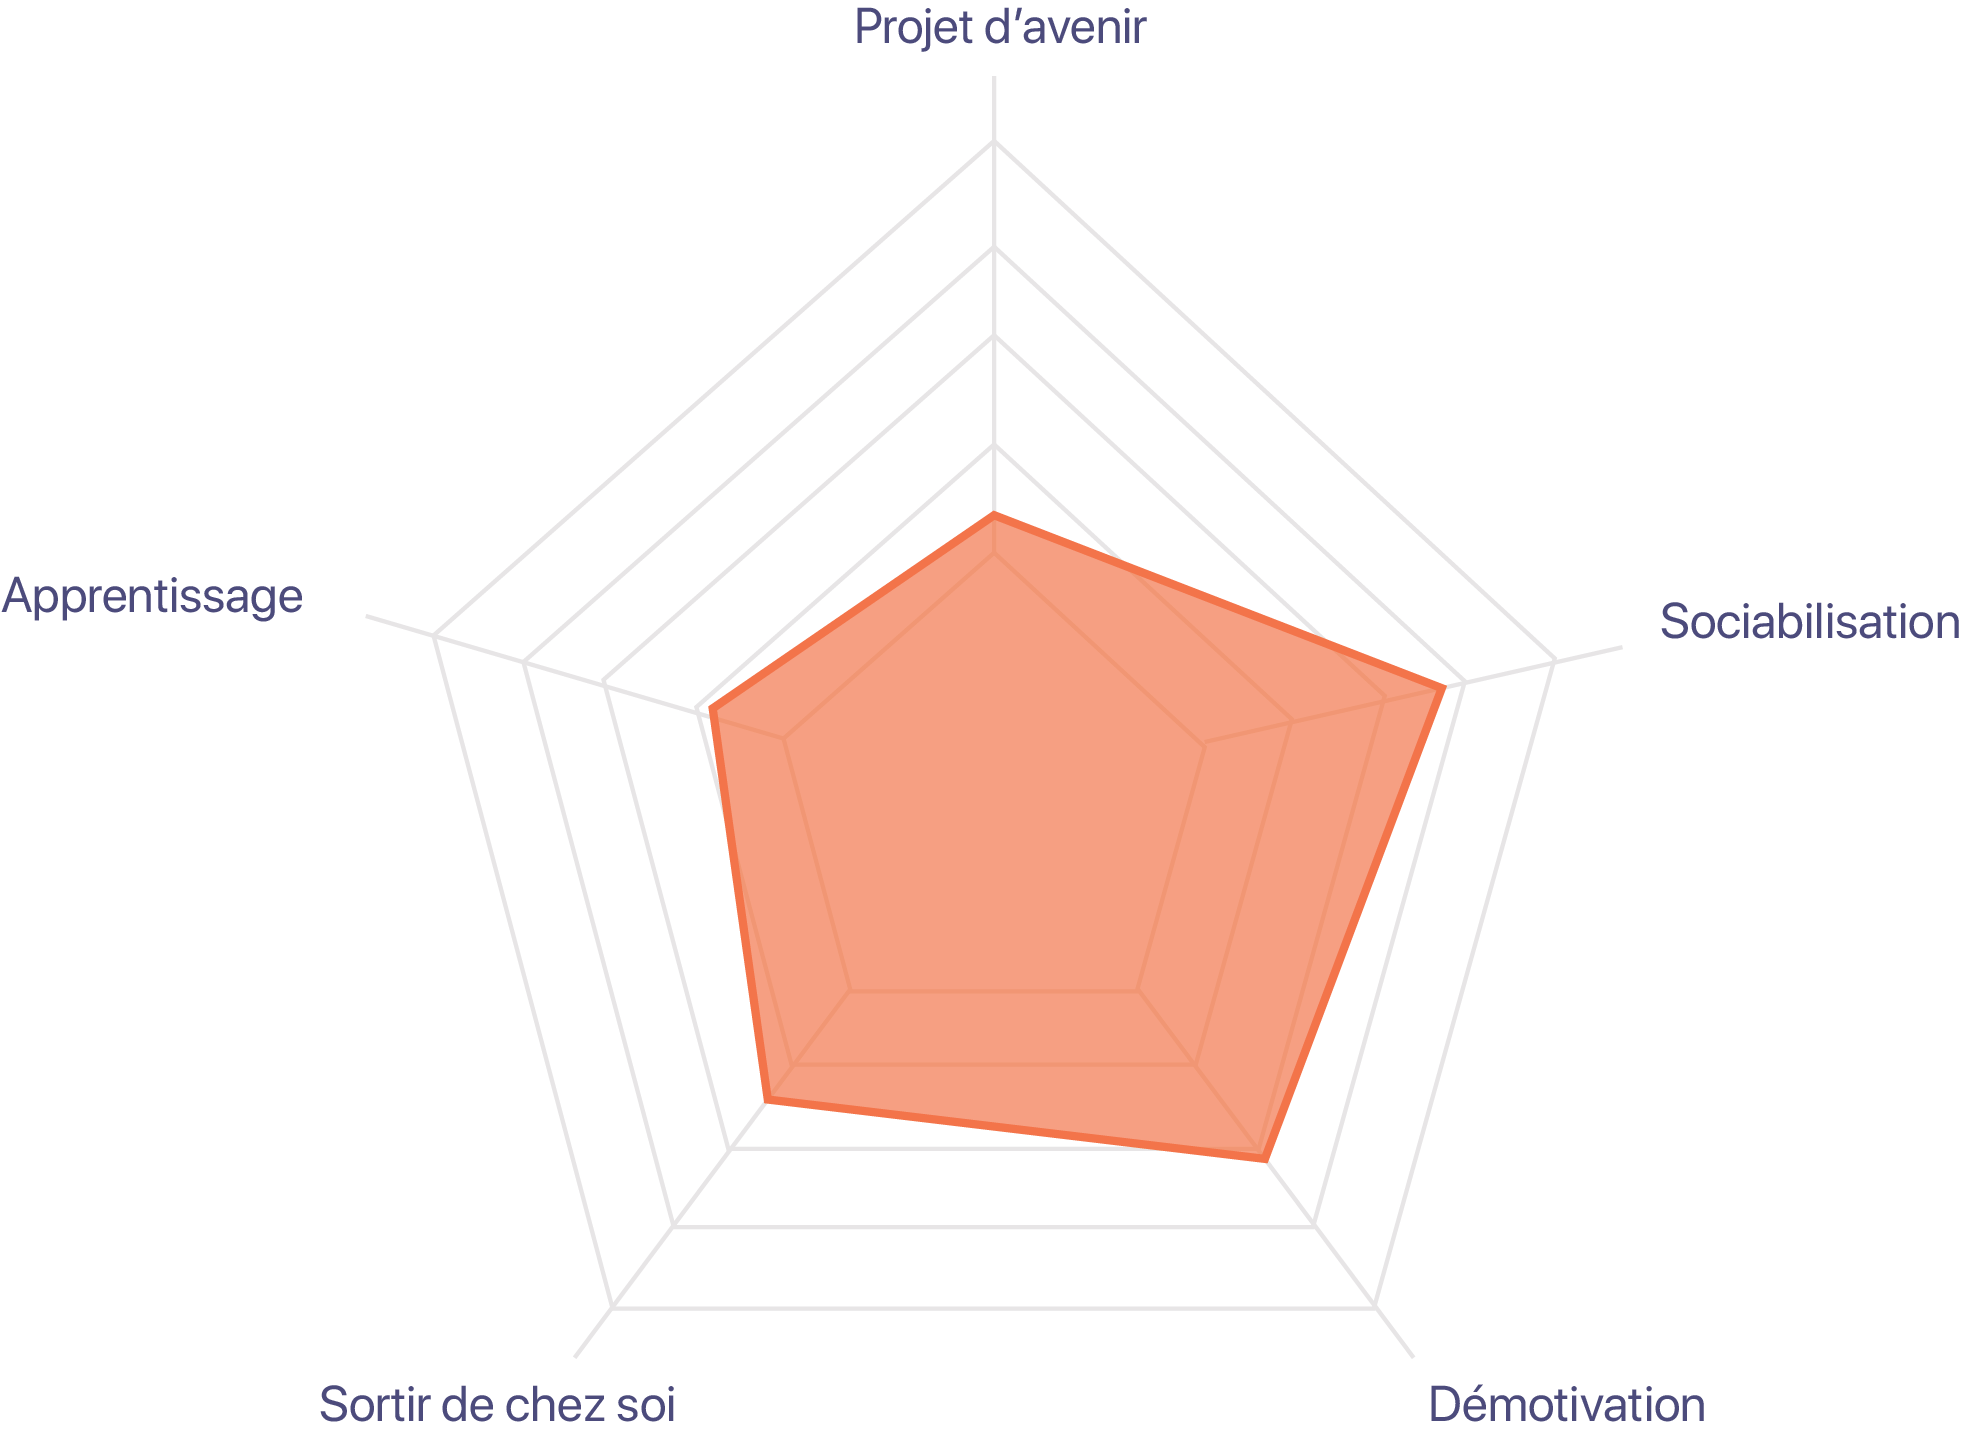 Projet d’avenir
Apprentissage
Sociabilisation
Sortir de chez soi
Démotivation